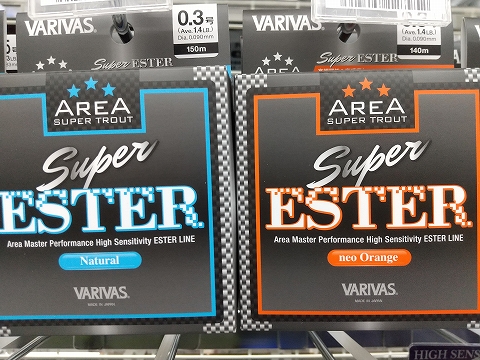 VARIVAS®
0.3号
(Ave. 1.4LB.)
Dia. 0.090mm
150m
Super ESTER
AREA
SUPER TROUT
Super
ESTER
Area Master Performance High Sensitivity ESTER LINE
Natural
VARIVAS®
MADE IN JAPAN
VARIVAS®
(Ave. 1.4LB.)
Dia. 0.090mm
140m
Super ESTER
AREA
SUPER TROUT
Super
ESTER
Area Master Performance High Sensitivity ESTER LINE
neo Orange
VARIVAS®
MADE IN JAPAN
HIGH SENS